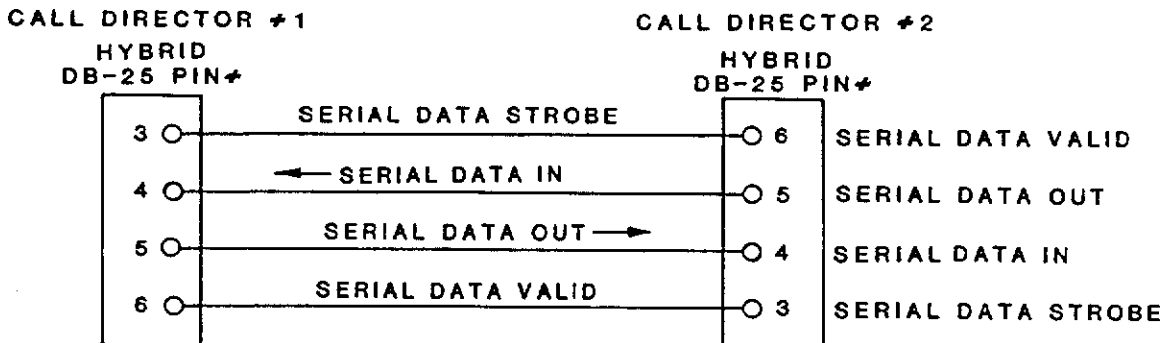 CALL DIRECTOR #1
HYBRID
DB-25 PIN#
CALL DIRECTOR #2
HYBRID
DB-25 PIN#
3 SERIAL DATA STROBE 6 SERIAL DATA VALID
4 ← SERIAL DATA IN 5 SERIAL DATA OUT
5 SERIAL DATA OUT → 4 SERIAL DATA IN
6 SERIAL DATA VALID 3 SERIAL DATA STROBE